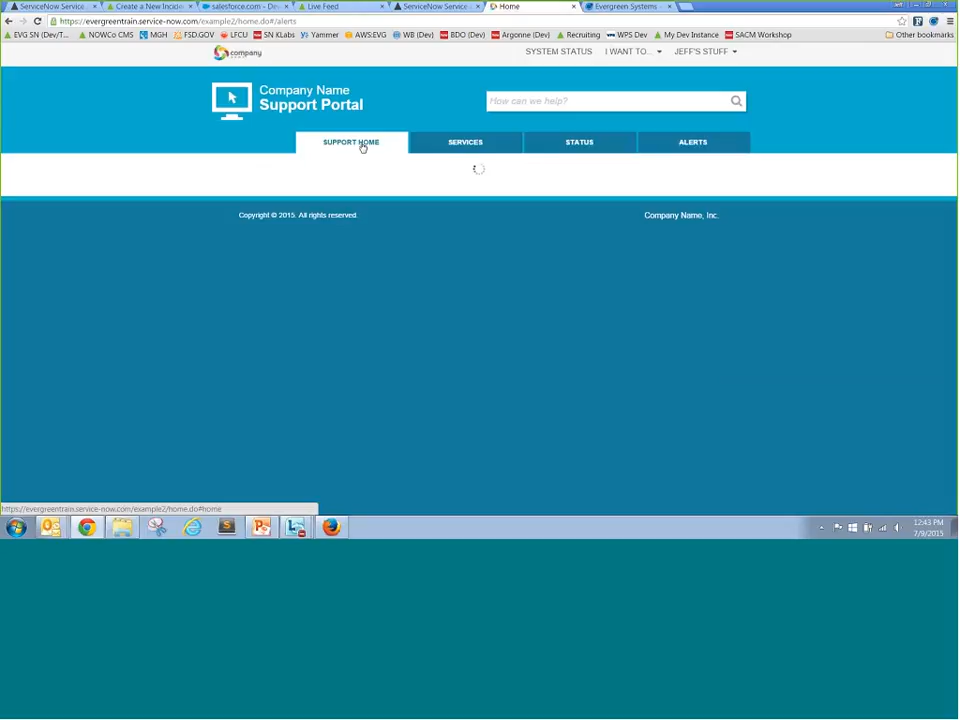 ServiceNow Service
Create a New Incide
salesforce.com - Dev
Live Feed
ServiceNow Service -
Home
Evergreen Systems -
https://evergreentrain.service-now.com/example2/home.do#/alerts
EVG SN (Dev/T...
NOWCo CMS
MGH
FSD.GOV
LFCU
SN KLabs
Yammer
AWS:EVG
WB (Dev)
BDO (Dev)
Argonne (Dev)
Recruiting
WPS Dev
My Dev Instance
SACM Workshop
Other bookmarks
company
SYSTEM STATUS
I WANT TO...
JEFF'S STUFF
Company Name
Support Portal
How can we help?
SUPPORT HOME
SERVICES
STATUS
ALERTS
Copyright © 2015. All rights reserved.
Company Name, Inc.
https://evergreentrain.service-now.com/example2/home.do#home
12:43 PM
7/9/2015